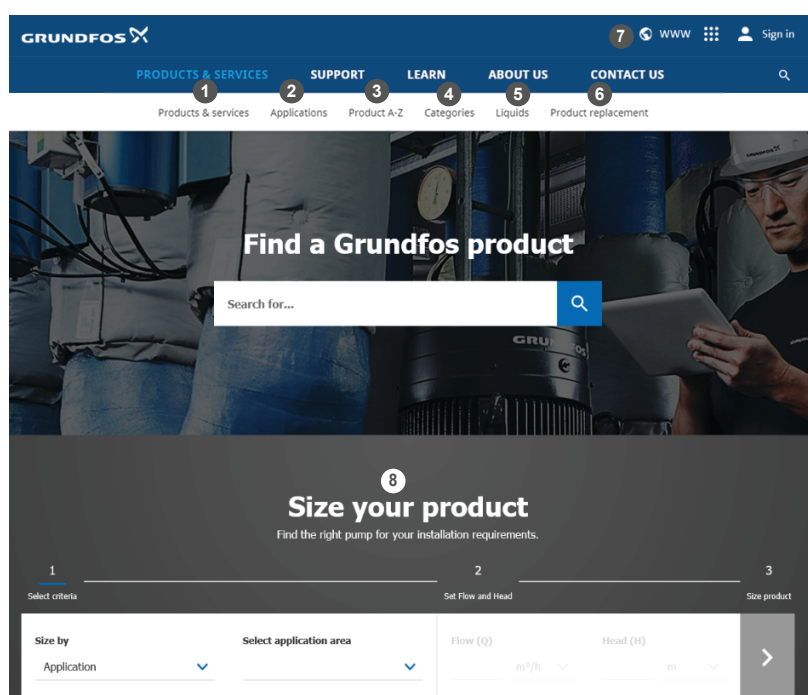 GRUNDFOS
7 WWW Sign in
PRODUCTS & SERVICES SUPPORT LEARN ABOUT US CONTACT US
1 2 3 4 5 6
Products & services Applications Product A-Z Categories Liquids Product replacement
Find a Grundfos product
Search for...
8
Size your product
Find the right pump for your installation requirements.
1 2 3
Select criteria Set Flow and Head Size product
Size by Select application area Flow (Q) Head (H)
Application m³/h m